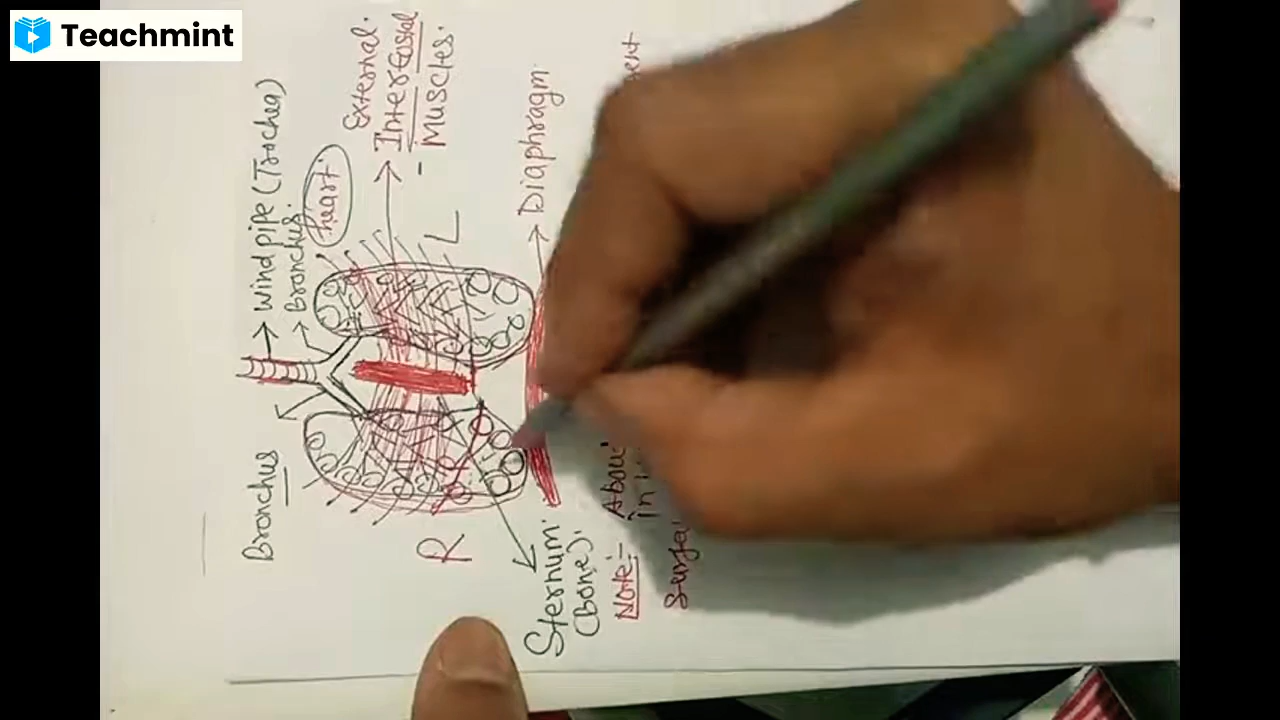 Teachmint
wind pipe (Trachea)
Bronchus.
heart.
External.
Intercostal
- Muscles.
Diaphragm.
Bronchus
L
R
Sternum.
(Bone).
Note:-